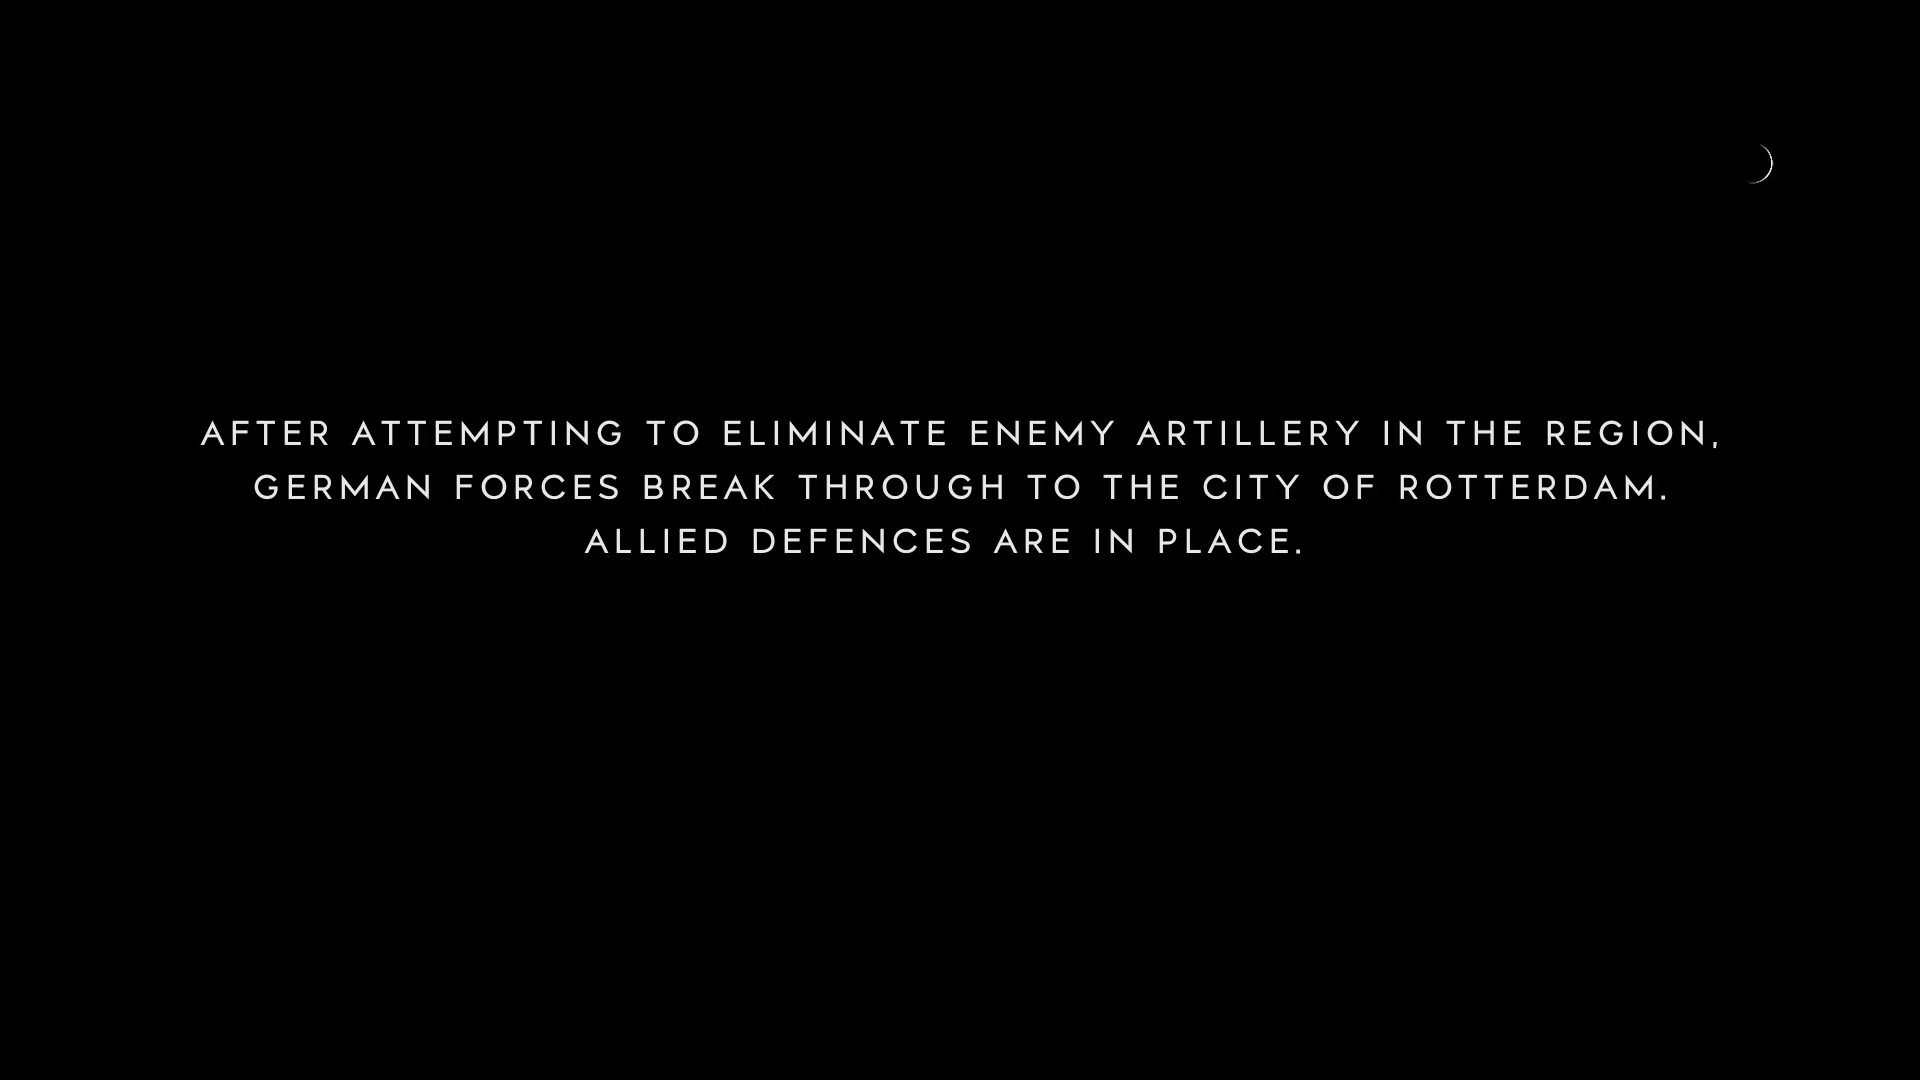 AFTER ATTEMPTING TO ELIMINATE ENEMY ARTILLERY IN THE REGION,
GERMAN FORCES BREAK THROUGH TO THE CITY OF ROTTERDAM.
ALLIED DEFENCES ARE IN PLACE.